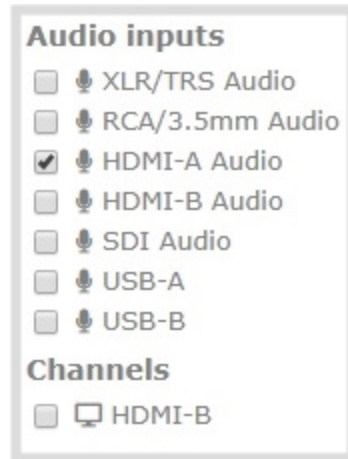 Audio inputs
XLR/TRS Audio
RCA/3.5mm Audio
HDMI-A Audio
HDMI-B Audio
SDI Audio
USB-A
USB-B
Channels
HDMI-B